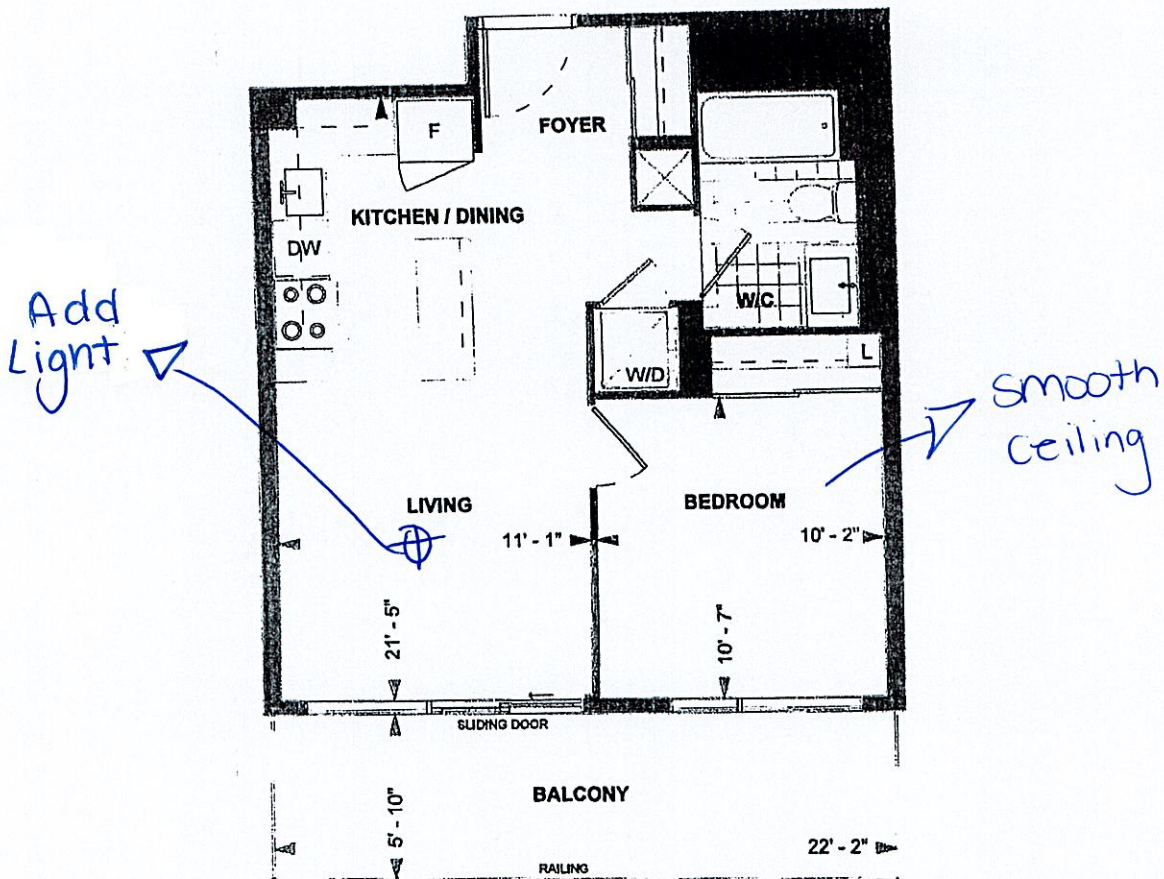 F
FOYER
KITCHEN / DINING
DW
W/C
W/D
L
Add
Light
Smooth
Ceiling
LIVING
BEDROOM
11' - 1"
10' - 2"
21' - 5"
10' - 7"
SLIDING DOOR
BALCONY
5' - 10"
22' - 2"
RAILING